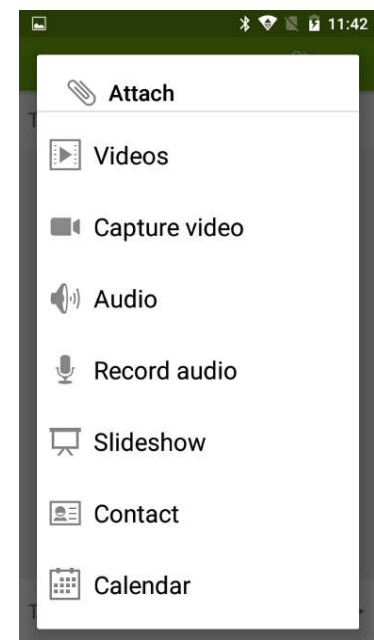 11:42
Attach
T
Videos
Capture video
Audio
Record audio
Slideshow
Contact
Calendar
T